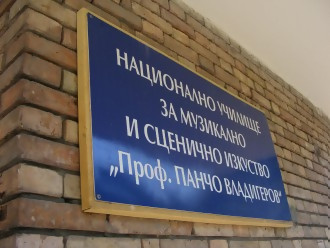 НАЦИОНАЛНО УЧИЛИЩЕ
ЗА МУЗИКАЛНО
И СЦЕНИЧНО ИЗКУСТВО
„Проф. ПАНЧО ВЛАДИГЕРОВ“